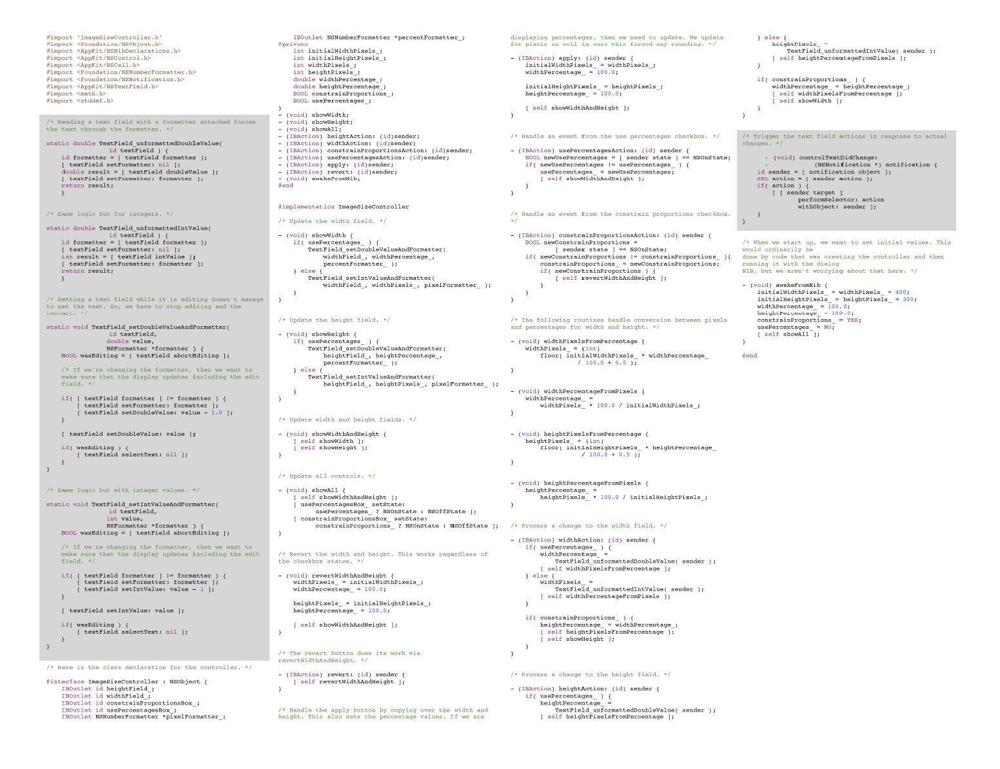 #import "ImageSizeController.h"
#import <Foundation/NSObject.h>
#import <AppKit/NSNibDeclarations.h>
#import <AppKit/NSControl.h>
#import <AppKit/NSCell.h>
#import <Foundation/NSNumberFormatter.h>
#import <Foundation/NSNotification.h>
#import <AppKit/NSTextField.h>
#import <math.h>
#import <stddef.h>
/* Reading a text field with a formatter attached forces
the text through the formatter. */
static double TextField_unformattedDoubleValue(
id textField ) {
id formatter = [ textField formatter ];
[ textField setFormatter: nil ];
double result = [ textField doubleValue ];
[ textField setFormatter: formatter ];
return result;
}
/* Same logic but for integers. */
static double TextField_unformattedIntValue(
id textField ) {
id formatter = [ textField formatter ];
[ textField setFormatter: nil ];
int result = [ textField intValue ];
[ textField setFormatter: formatter ];
return result;
}
/* Setting a text field while it is editing doesn't manage
to set the text. So, we have to stop editing and the
restart. */
static void TextField_setDoubleValueAndFormatter(
id textField,
double value,
NSFormatter *formatter ) {
BOOL wasEditing = [ textField abortEditing ];
/* If we're changing the formatter, then we want to
make sure that the display updates including the edit
field. */
if( [ textField formatter ] != formatter ) {
[ textField setFormatter: formatter ];
[ textField setDoubleValue: value - 1.0 ];
}
[ textField setDoubleValue: value ];
if( wasEditing ) {
[ textField selectText: nil ];
}
}
/* Same logic but with integer values. */
static void TextField_setIntValueAndFormatter(
id textField,
int value,
NSFormatter *formatter ) {
BOOL wasEditing = [ textField abortEditing ];
/* If we're changing the formatter, then we want to
make sure that the display updates including the edit
field. */
if( [ textField formatter ] != formatter ) {
[ textField setFormatter: formatter ];
[ textField setIntValue: value - 1 ];
}
[ textField setIntValue: value ];
if( wasEditing ) {
[ textField selectText: nil ];
}
}
/* Here is the class declaration for the controller. */
@interface ImageSizeController : NSObject {
IBOutlet id heightField_;
IBOutlet id widthField_;
IBOutlet id constrainProportionsBox_;
IBOutlet id usePercentagesBox_;
IBOutlet NSNumberFormatter *pixelFormatter_;
IBOutlet NSNumberFormatter *percentFormatter_;
@private
int initialWidthPixels_;
int initialHeightPixels_;
int widthPixels_;
int heightPixels_;
double widthPercentage_;
double heightPercentage_;
BOOL constrainProportions_;
BOOL usePercentages_;
}
- (void) showWidth;
- (void) showHeight;
- (void) showAll;
- (IBAction) heightAction: (id)sender;
- (IBAction) widthAction: (id)sender;
- (IBAction) constrainProportionsAction: (id)sender;
- (IBAction) usePercentagesAction: (id)sender;
- (IBAction) apply: (id)sender;
- (IBAction) revert: (id)sender;
- (void) awakeFromNib;
@end
@implementation ImageSizeController
/* Update the width field. */
- (void) showWidth {
if( usePercentages_ ) {
TextField_setDoubleValueAndFormatter(
widthField_, widthPercentage_,
percentFormatter_ );
} else {
TextField_setIntValueAndFormatter(
widthField_, widthPixels_, pixelFormatter_ );
}
}
/* Update the height field. */
- (void) showHeight {
if( usePercentages_ ) {
TextField_setDoubleValueAndFormatter(
heightField_, heightPercentage_,
percentFormatter_ );
} else {
TextField_setIntValueAndFormatter(
heightField_, heightPixels_, pixelFormatter_ );
}
}
/* Update width and height fields. */
- (void) showWidthAndHeight {
[ self showWidth ];
[ self showHeight ];
}
/* Update all controls. */
- (void) showAll {
[ self showWidthAndHeight ];
[ usePercentagesBox_ setState:
usePercentages_ ? NSOnState : NSOffState ];
[ constrainProportionsBox_ setState:
constrainProportions_ ? NSOnState : NSOffState ];
}
/* Revert the width and height. This works regardless of
the checkbox states. */
- (void) revertWidthAndHeight {
widthPixels_ = initialWidthPixels_;
widthPercentage_ = 100.0;
heightPixels_ = initialHeightPixels_;
heightPercentage_ = 100.0;
[ self showWidthAndHeight ];
}
/* The revert button does its work via
revertWidthAndHeight. */
- (IBAction) revert: (id) sender {
[ self revertWidthAndHeight ];
}
/* Handle the apply button by copying over the width and
height. This also sets the percentage values. If we are
displaying percentages, then we need to update. We update
for pixels as well in case this forced any rounding. */
- (IBAction) apply: (id) sender {
initialWidthPixels_ = widthPixels_;
widthPercentage_ = 100.0;
initialHeightPixels_ = heightPixels_;
heightPercentage_ = 100.0;
[ self showWidthAndHeight ];
}
/* Handle an event from the use percentages checkbox. */
- (IBAction) usePercentagesAction: (id) sender {
BOOL newUsePercentages = [ sender state ] == NSOnState;
if( newUsePercentages != usePercentages_ ) {
usePercentages_ = newUsePercentages;
[ self showWidthAndHeight ];
}
}
/* Handle an event from the constrain proportions checkbox.
*/
- (IBAction) constrainProportionsAction: (id) sender {
BOOL newConstrainProportions =
[ sender state ] == NSOnState;
if( newConstrainProportions != constrainProportions_ ){
constrainProportions_ = newConstrainProportions;
if( newConstrainProportions ) {
[ self revertWidthAndHeight ];
}
}
}
/* The following routines handle conversion between pixels
and percentages for width and height. */
- (void) widthPixelsFromPercentage {
widthPixels_ = (int)
floor( initialWidthPixels_ * widthPercentage_
/ 100.0 + 0.5 );
}
- (void) widthPercentageFromPixels {
widthPercentage_ =
widthPixels_ * 100.0 / initialWidthPixels_;
}
- (void) heightPixelsFromPercentage {
heightPixels_ = (int)
floor( initialHeightPixels_ * heightPercentage_
/ 100.0 + 0.5 );
}
- (void) heightPercentageFromPixels {
heightPercentage_ =
heightPixels_ * 100.0 / initialHeightPixels_;
}
/* Process a change to the width field. */
- (IBAction) widthAction: (id) sender {
if( usePercentages_ ) {
widthPercentage_ =
TextField_unformattedDoubleValue( sender );
[ self widthPixelsFromPercentage ];
} else {
widthPixels_ =
TextField_unformattedIntValue( sender );
[ self widthPercentageFromPixels ];
}
if( constrainProportions_ ) {
heightPercentage_ = widthPercentage_;
[ self heightPixelsFromPercentage ];
[ self showHeight ];
}
}
/* Process a change to the height field. */
- (IBAction) heightAction: (id) sender {
if( usePercentages_ ) {
heightPercentage_ =
TextField_unformattedDoubleValue( sender );
[ self heightPixelsFromPercentage ];
} else {
heightPixels_ =
TextField_unformattedIntValue( sender );
[ self heightPercentageFromPixels ];
}
if( constrainProportions_ ) {
widthPercentage_ = heightPercentage_;
[ self widthPixelsFromPercentage ];
[ self showWidth ];
}
}
/* Trigger the text field actions in response to actual
changes. */
- (void) controlTextDidChange:
- (NSNotification *) notification {
id sender = [ notification object ];
SEL action = [ sender action ];
if( action ) {
[ [ sender target ]
performSelector: action
withObject: sender ];
}
}
/* When we start up, we want to set initial values. This
would ordinarily be
done by code that was creating the controller and then
running it with the dialog
NIB, but we aren't worrying about that here. */
- (void) awakeFromNib {
initialWidthPixels_ = widthPixels_ = 400;
initialHeightPixels_ = heightPixels_ = 300;
widthPercentage_ = 100.0;
heightPercentage_ = 100.0;
constrainProportions_ = YES;
usePercentages_ = NO;
[ self showAll ];
}
@end